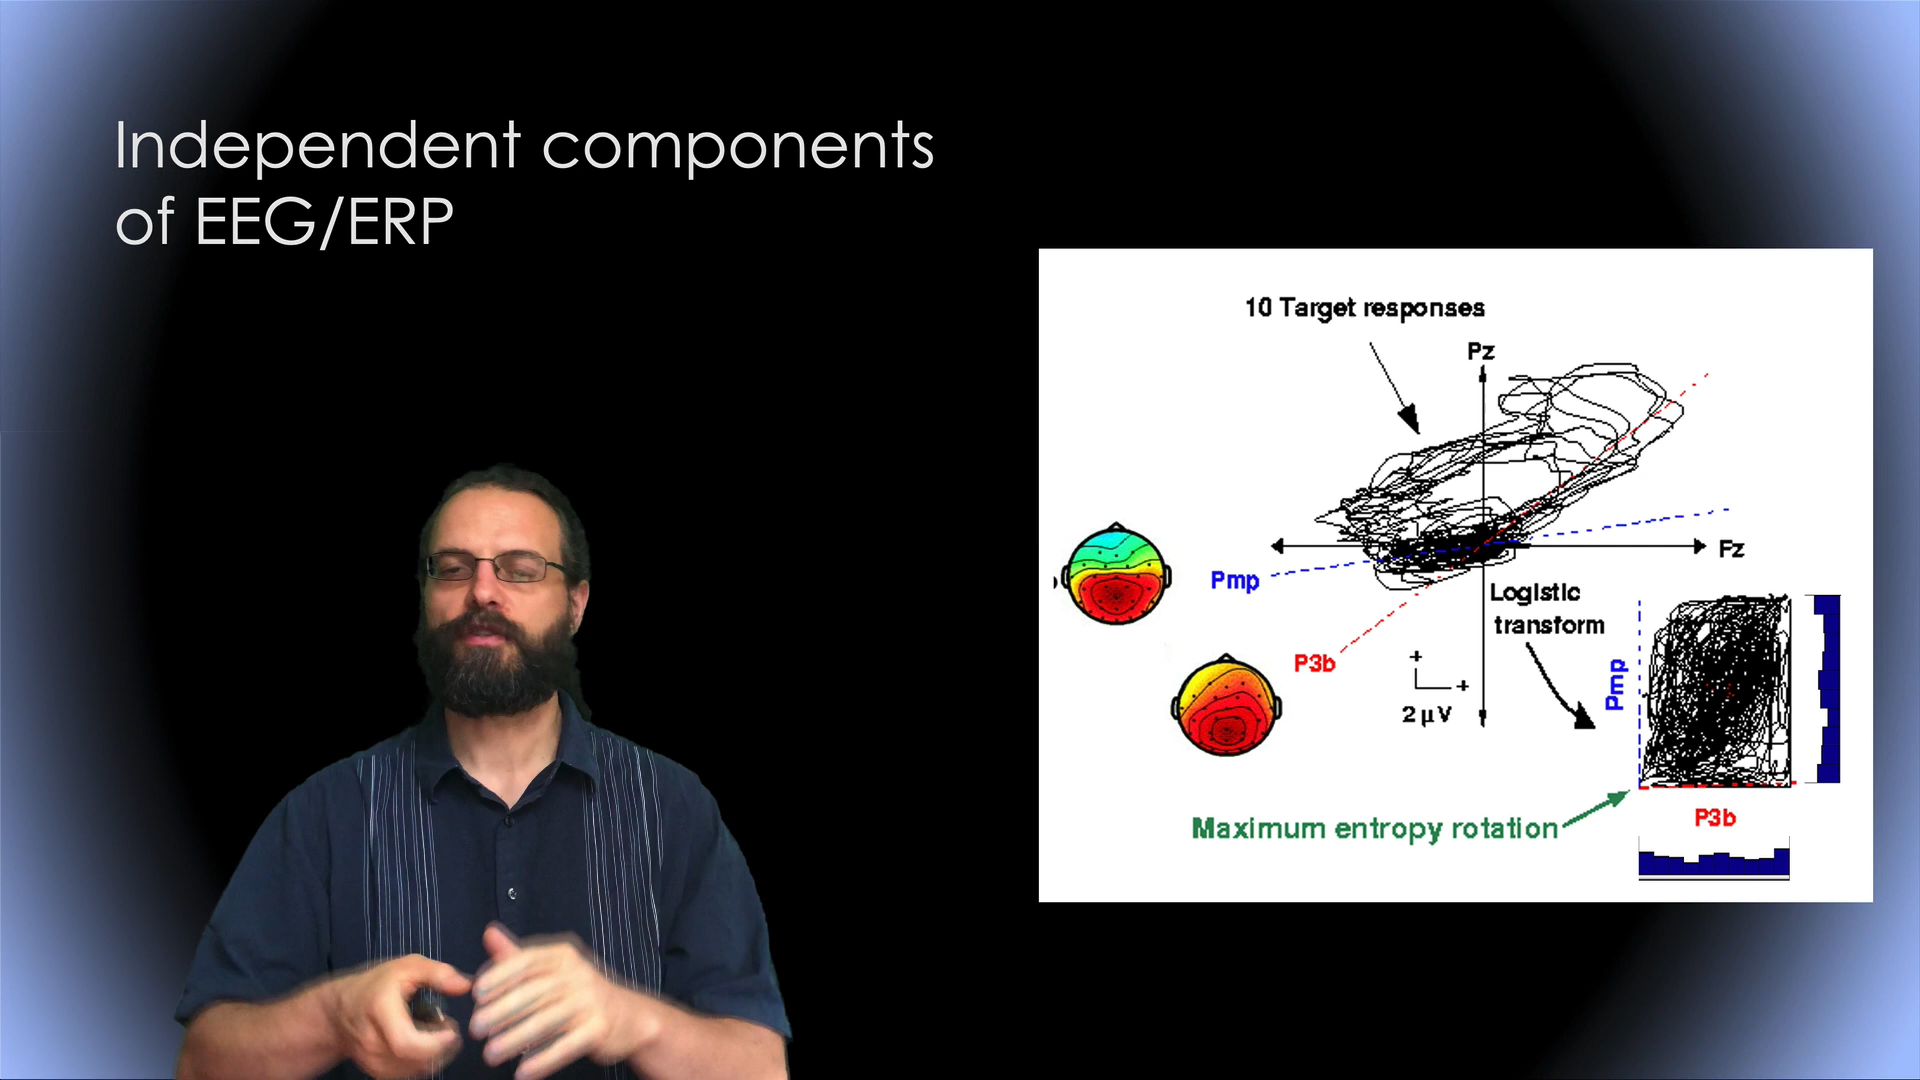 Independent components
of EEG/ERP
10 Target responses
Pz
Fz
Pmp
P3b
Logistic
transform
+
+
2 μV
Pmp
P3b
Maximum entropy rotation